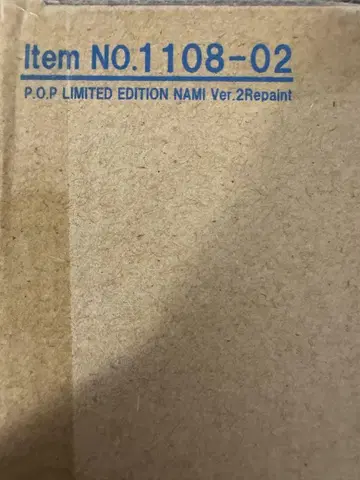 Item NO.1108-02
P.O.P LIMITED EDITION NAMI Ver.2Repaint